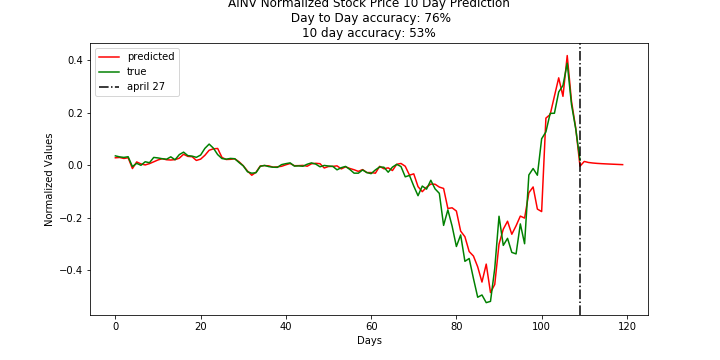 AINV Normalized Stock Price 10 Day Prediction
Day to Day accuracy: 76%
10 day accuracy: 53%
predicted
true
april 27
0.4
0.2
0.0
−0.2
−0.4
Normalized Values
0
20
40
60
80
100
120
Days